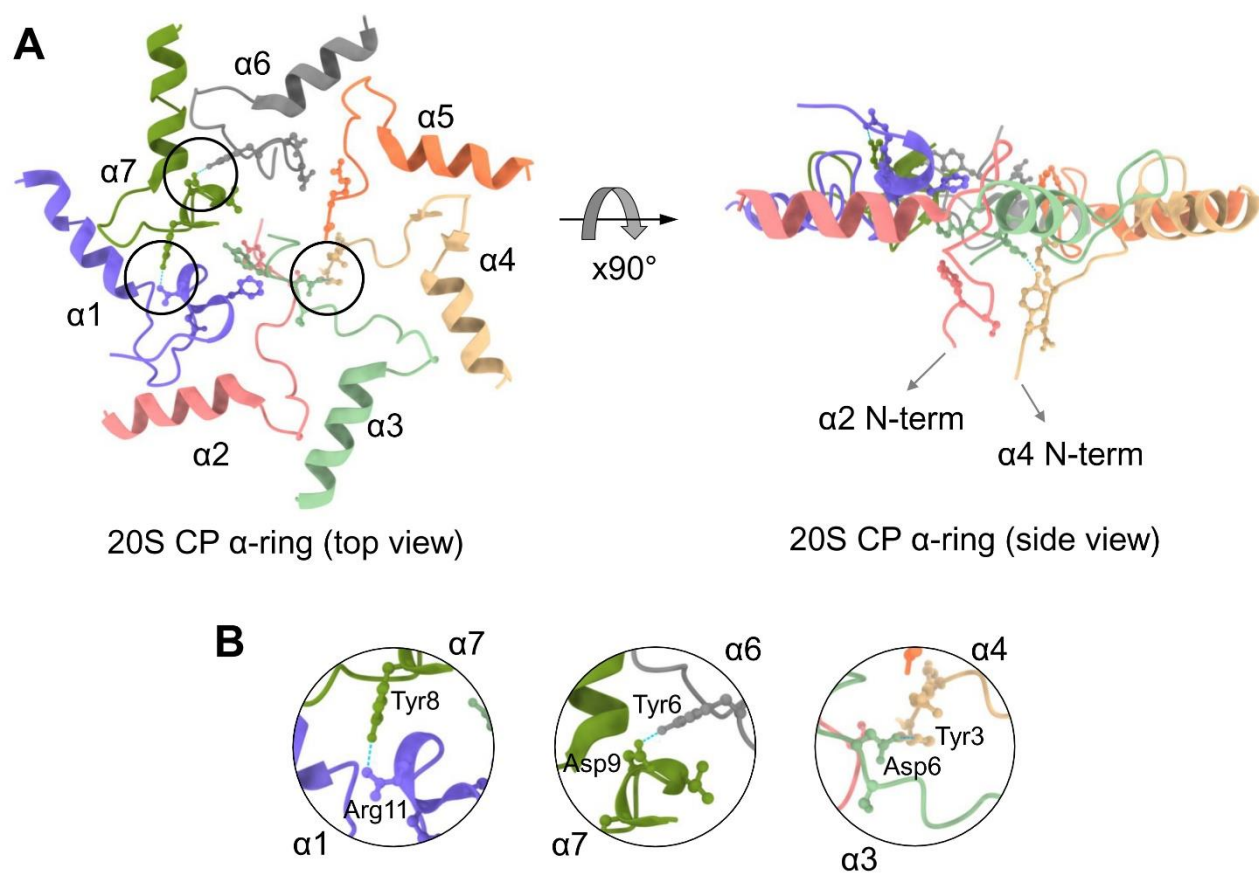 A
α6
α5
α7
α4
α1
α3
α2
x90°
α2 N-term
α4 N-term
20S CP α-ring (top view)
20S CP α-ring (side view)
B
α7
Tyr8
Arg11
α1
α6
Tyr6
Asp9
α7
α4
Tyr3
Asp6
α3